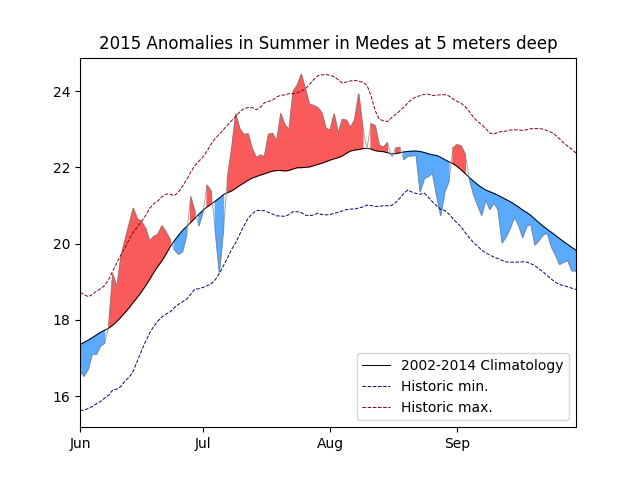 2015 Anomalies in Summer in Medes at 5 meters deep
24
22
20
18
16
Jun Jul Aug Sep
2002-2014 Climatology
Historic min.
Historic max.